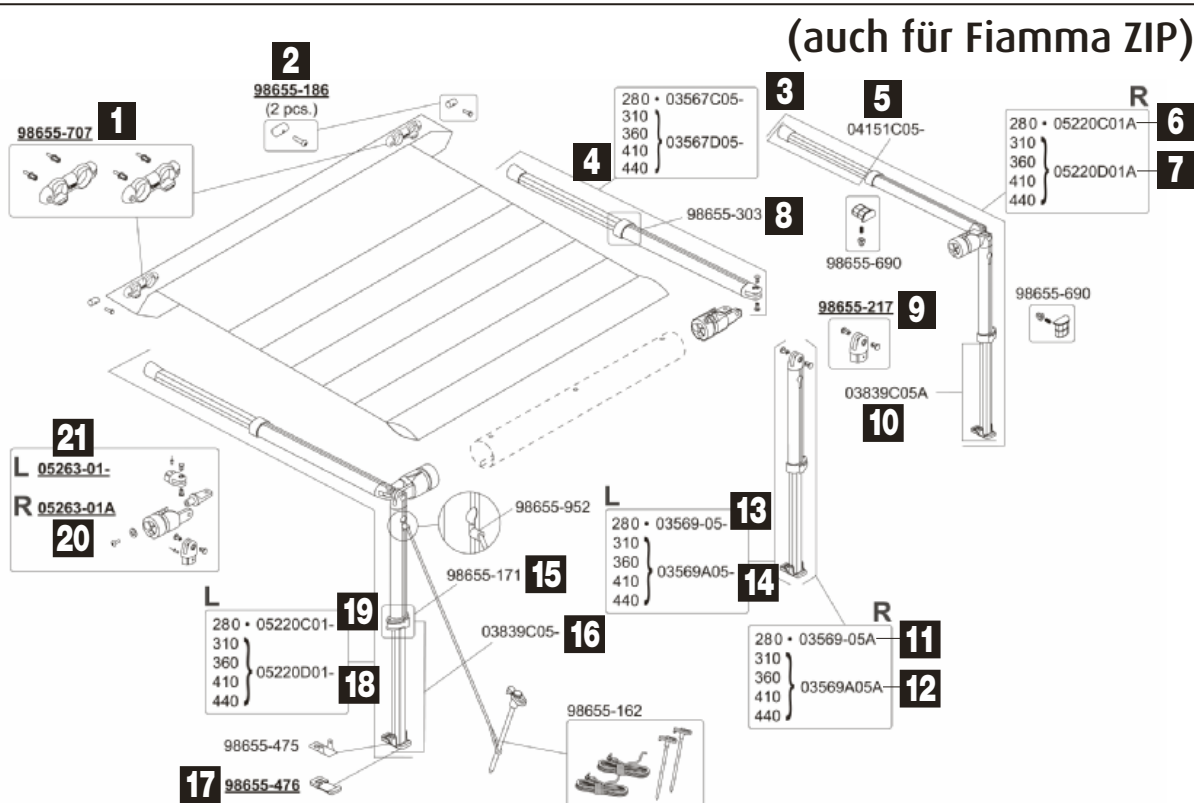 (auch für Fiamma ZIP)
2
98655-186
(2 pcs.)
1
98655-707
280 • 03567C05-
3
310
360
410
440
03567D05-
4
5
04151C05-
R
280 • 05220C01A
6
310
360
410
440
05220D01A
7
98655-303
8
98655-690
98655-217
9
98655-690
03839C05A
10
21
L 05263-01-
R 05263-01A
20
98655-952
L
280 • 03569-05-
13
310
360
410
440
03569A05-
14
98655-171
15
L
280 • 05220C01-
19
310
360
410
440
05220D01-
18
03839C05-
16
R
280 • 03569-05A
11
310
360
410
440
03569A05A
12
98655-162
98655-475
17
98655-476